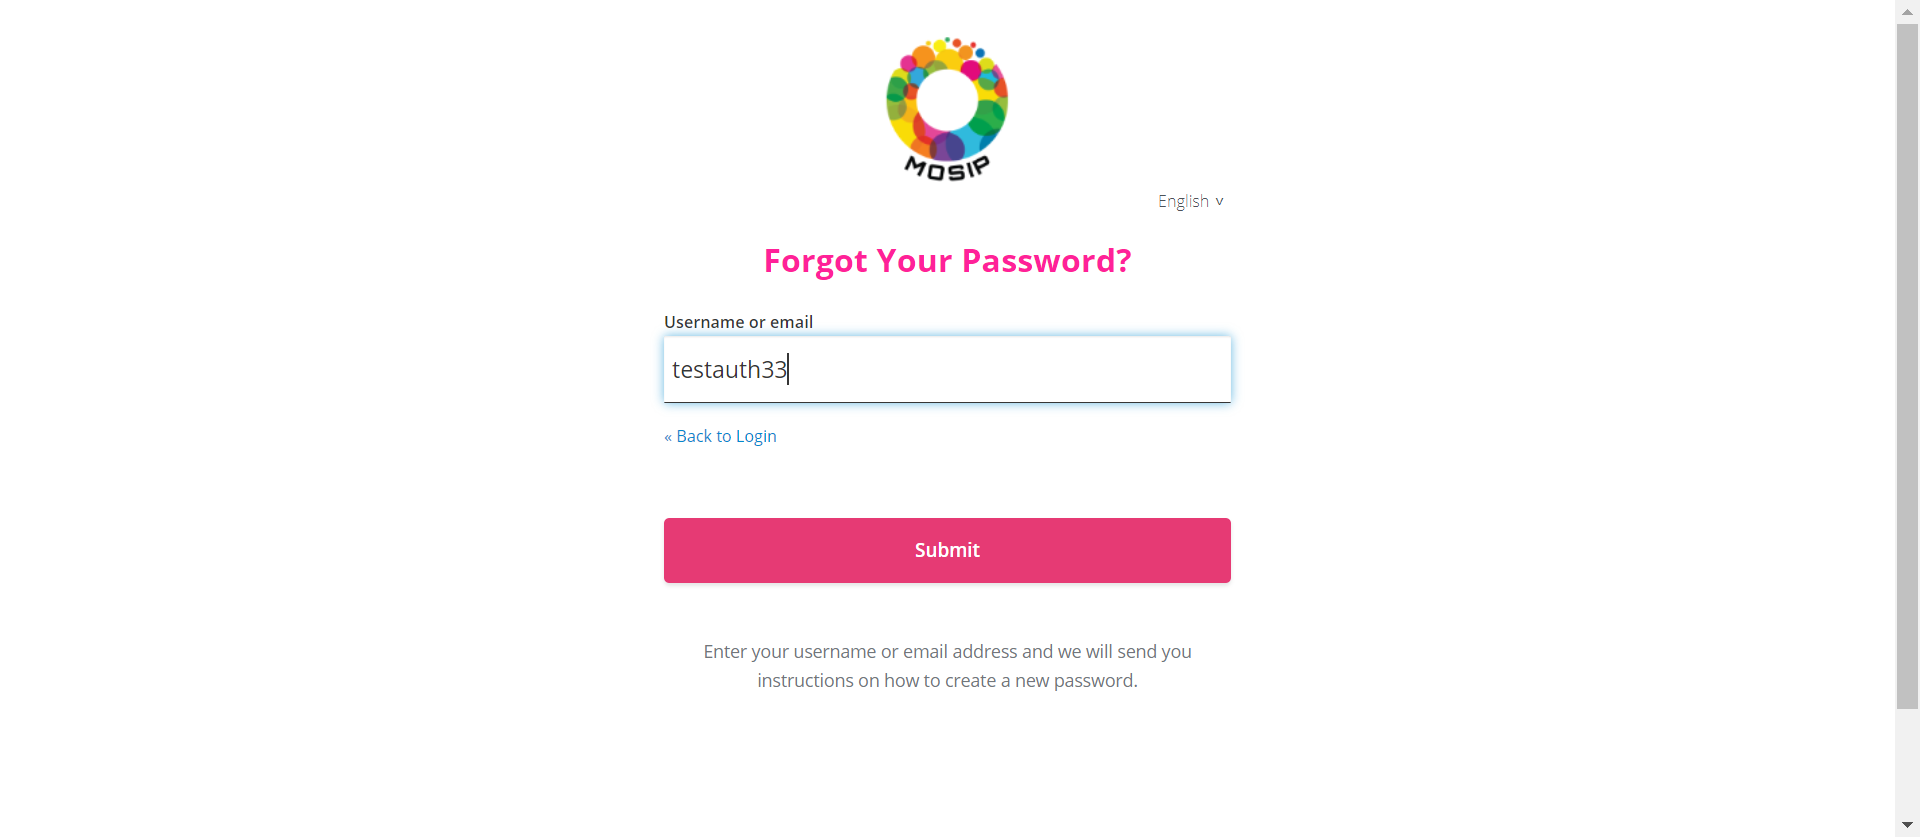 MOSIP
English v
Forgot Your Password?
Username or email
testauth33
« Back to Login
Submit
Enter your username or email address and we will send you
instructions on how to create a new password.